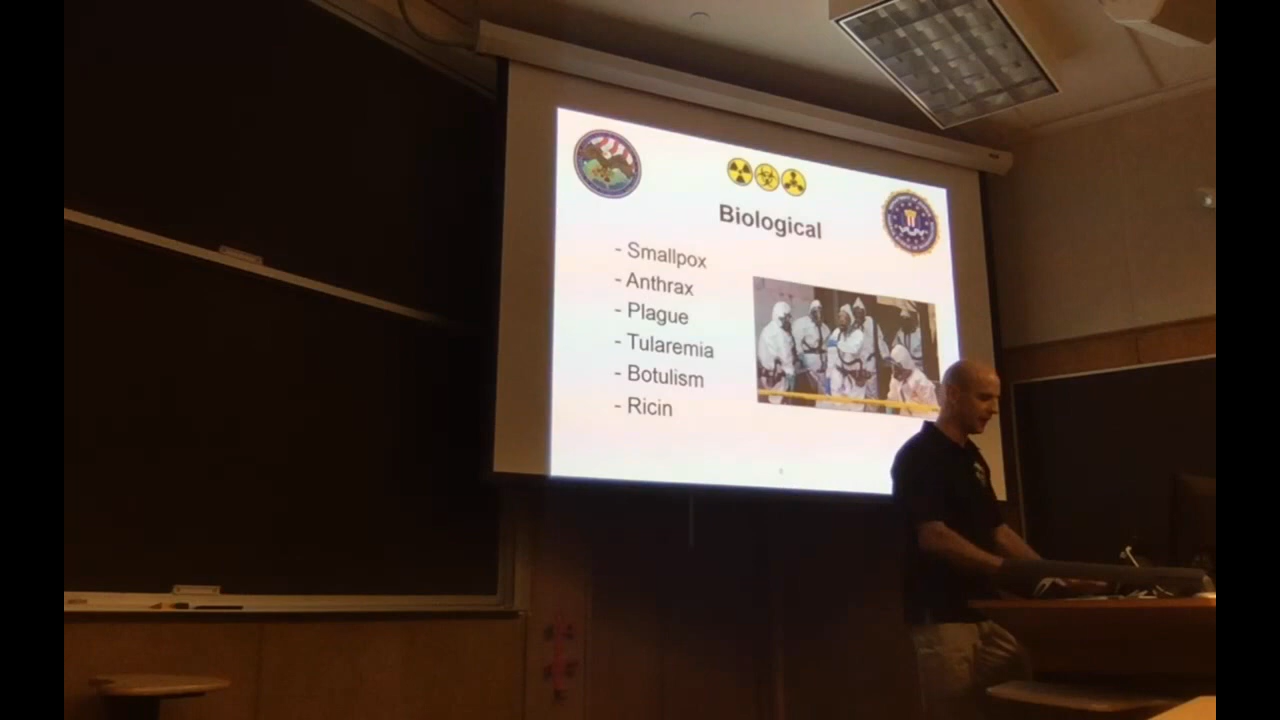 Biological
- Smallpox
- Anthrax
- Plague
- Tularemia
- Botulism
- Ricin